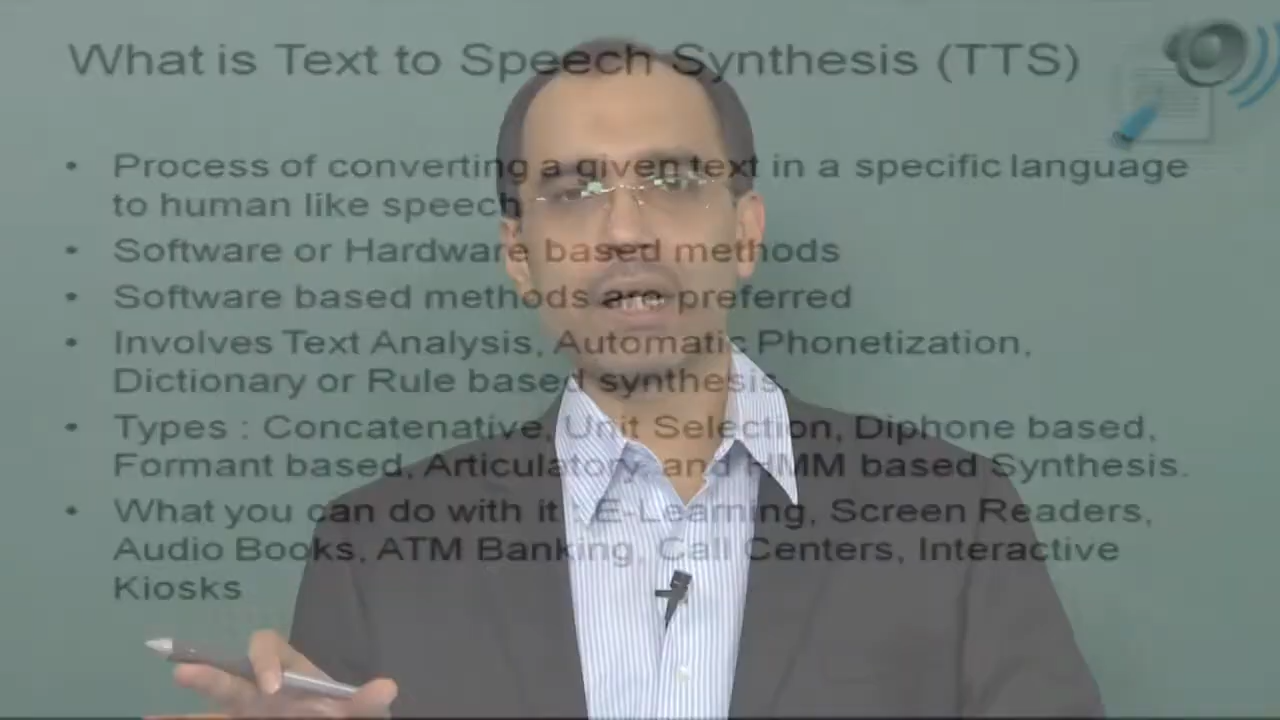 What is Text to Speech Synthesis (TTS)
• Process of converting a given text in a specific language
to human like speech
• Software or Hardware based methods
• Software based methods are preferred
• Involves Text Analysis, Automatic Phonetization,
Dictionary or Rule based synthesis.
• Types : Concatenative, Unit Selection, Diphone based,
Formant based, Articulatory and HMM based Synthesis.
• What you can do with it : E-Learning, Screen Readers,
Audio Books, ATM Banking, Call Centers, Interactive
Kiosks